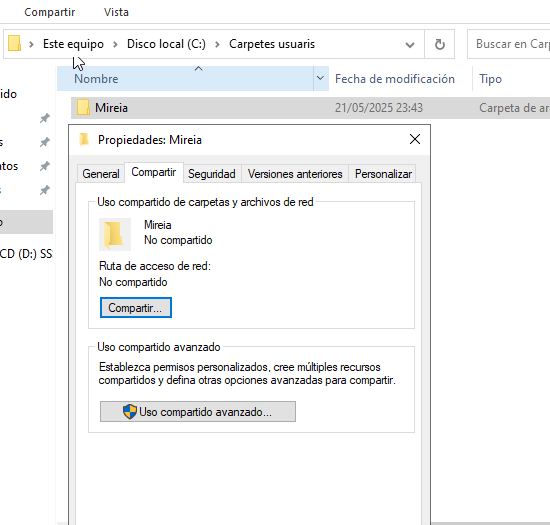 Compartir Vista
Este equipo > Disco local (C:) > Carpetes usuaris
Buscar en Carp
Nombre Fecha de modificación Tipo
Mireia 21/05/2025 23:43 Carpeta de ar
ido
s
ntos
s
o
CD (D:) SS
Propiedades: Mireia
General Compartir Seguridad Versiones anteriores Personalizar
Uso compartido de carpetas y archivos de red
Mireia
No compartido
Ruta de acceso de red:
No compartido
Compartir...
Uso compartido avanzado
Establezca permisos personalizados, cree múltiples recursos
compartidos y defina otras opciones avanzadas para compartir.
Uso compartido avanzado...